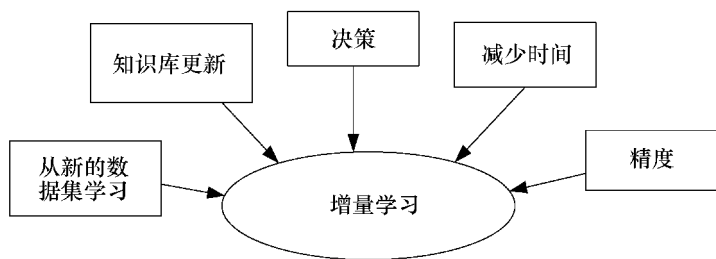 决策
知识库更新
减少时间
从新的数
据集学习
精度
增量学习